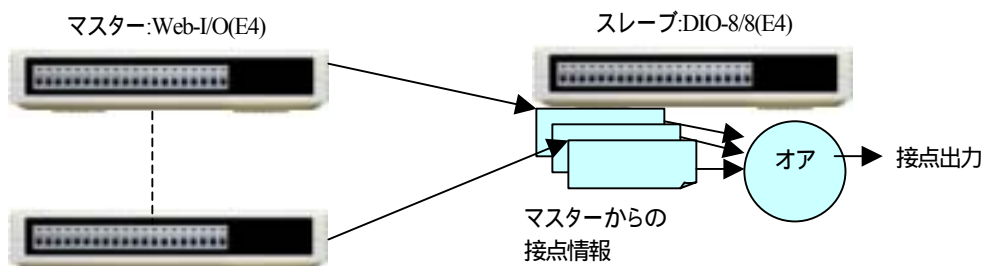 マスター:Web-I/O(E4)
スレーブ:DIO-8/8(E4)
オア
接点出力
マスターからの
接点情報